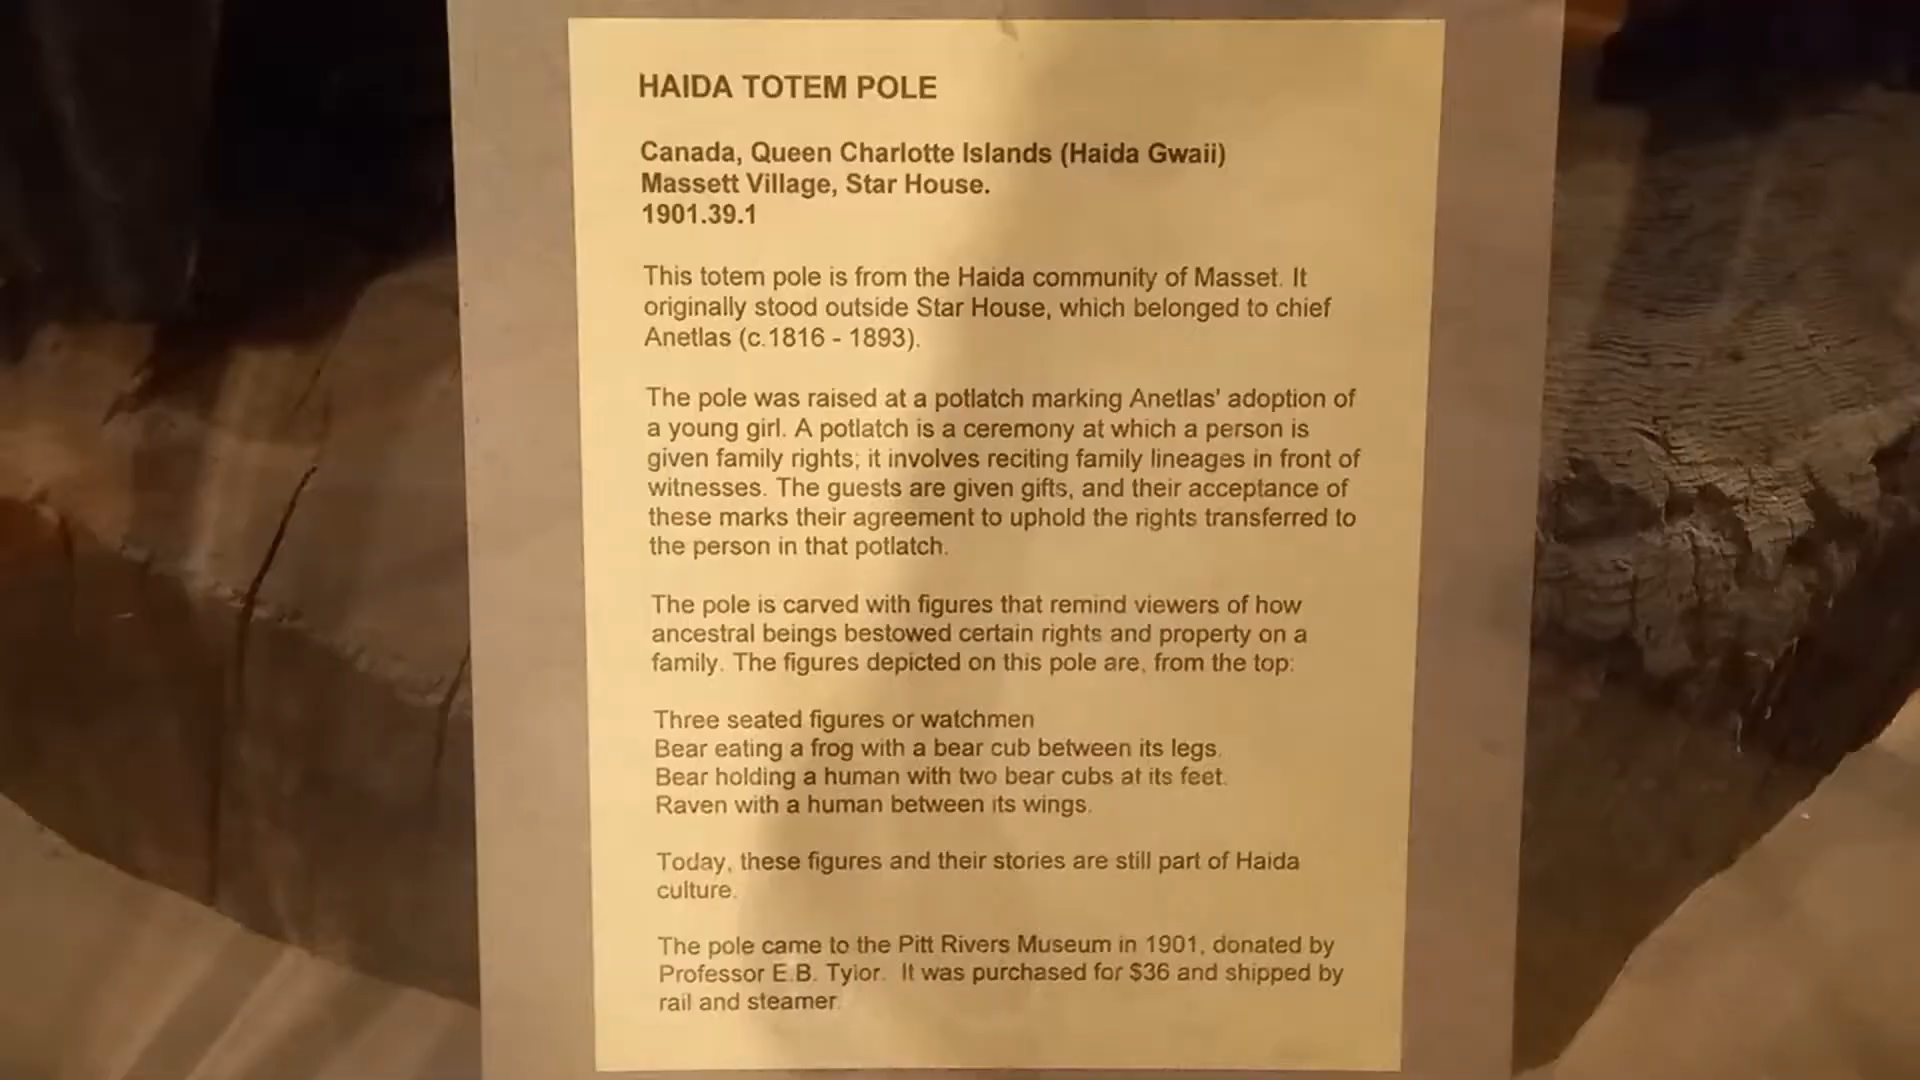 HAIDA TOTEM POLE
Canada, Queen Charlotte Islands (Haida Gwaii)
Massett Village, Star House.
1901.39.1
This totem pole is from the Haida community of Masset. It
originally stood outside Star House, which belonged to chief
Anetlas (c.1816 - 1893).
The pole was raised at a potlatch marking Anetlas' adoption of
a young girl. A potlatch is a ceremony at which a person is
given family rights; it involves reciting family lineages in front of
witnesses. The guests are given gifts, and their acceptance of
these marks their agreement to uphold the rights transferred to
the person in that potlatch.
The pole is carved with figures that remind viewers of how
ancestral beings bestowed certain rights and property on a
family. The figures depicted on this pole are, from the top:
Three seated figures or watchmen
Bear eating a frog with a bear cub between its legs.
Bear holding a human with two bear cubs at its feet.
Raven with a human between its wings.
Today, these figures and their stories are still part of Haida
culture.
The pole came to the Pitt Rivers Museum in 1901, donated by
Professor E.B. Tylor. It was purchased for $36 and shipped by
rail and steamer.